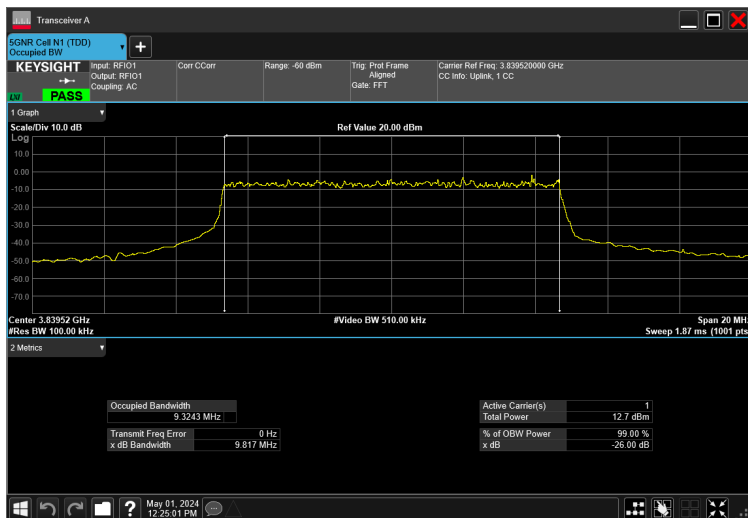 Transceiver A
5GNR Cell N1 (TDD)
Occupied BW
KEYSIGHT
LXI
PASS
Input: RFIO1
Output: RFIO1
Coupling: AC
Corr CCorr
Range: -60 dBm
Trig: Prot Frame
Aligned
Gate: FFT
Carrier Ref Freq: 3.839520000 GHz
CC Info: Uplink, 1 CC
1 Graph
Scale/Div 10.0 dB
Ref Value 20.00 dBm
Log
10.0
0.00
-10.0
-20.0
-30.0
-40.0
-50.0
-60.0
-70.0
Center 3.83952 GHz
#Video BW 510.00 kHz
Span 20 MH
#Res BW 100.00 kHz
Sweep 1.87 ms (1001 pts
2 Metrics
Occupied Bandwidth
9.3243 MHz
Transmit Freq Error 0 Hz
x dB Bandwidth 9.817 MHz
Active Carrier(s) 1
Total Power 12.7 dBm
% of OBW Power 99.00 %
x dB -26.00 dB
May 01, 2024
12:25:01 PM